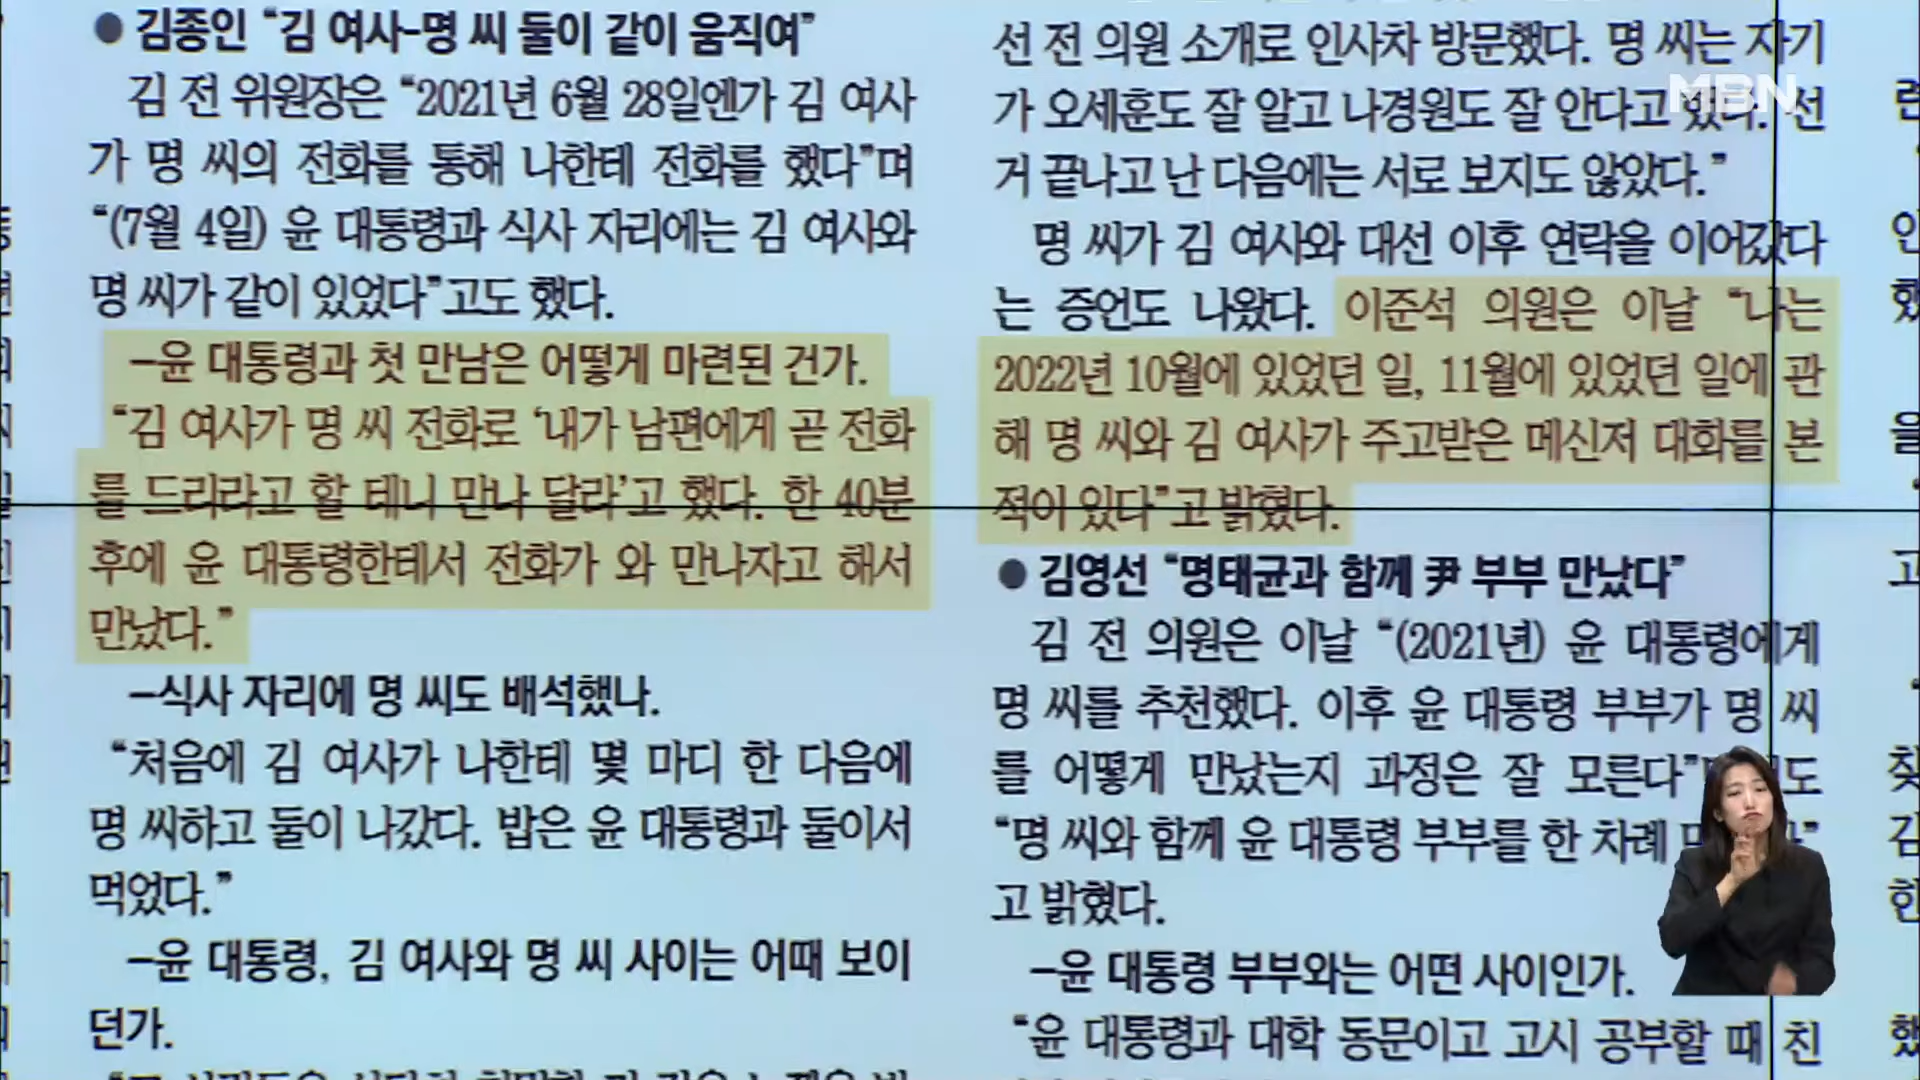 ● 김종인 “김 여사-명 씨 둘이 같이 움직여”
김 전 위원장은 “2021년 6월 28일엔가 김 여사
가 명 씨의 전화를 통해 나한테 전화를 했다”며
“(7월 4일) 윤 대통령과 식사 자리에는 김 여사와
명 씨가 같이 있었다”고도 했다.
-윤 대통령과 첫 만남은 어떻게 마련된 건가.
“김 여사가 명 씨 전화로 ‘내가 남편에게 곧 전화
를 드리라고 할 테니 만나 달라’고 했다. 한 40분
후에 윤 대통령한테서 전화가 와 만나자고 해서
만났다.”
-식사 자리에 명 씨도 배석했나.
“처음에 김 여사가 나한테 몇 마디 한 다음에
명 씨하고 둘이 나갔다. 밥은 윤 대통령과 둘이서
먹었다.”
-윤 대통령, 김 여사와 명 씨 사이는 어때 보이
던가.
선 전 의원 소개로 인사차 방문했다. 명 씨는 자기
MBN
가 오세훈도 잘 알고 나경원도 잘 안다고 했다. 선
거 끝나고 난 다음에는 서로 보지도 않았다.”
명 씨가 김 여사와 대선 이후 연락을 이어갔다
는 증언도 나왔다. 이준석 의원은 이날 “나는
2022년 10월에 있었던 일, 11월에 있었던 일에 관
해 명 씨와 김 여사가 주고받은 메신저 대화를 본
적이 있다”고 밝혔다.
● 김영선 “명태균과 함께 尹 부부 만났다”
김 전 의원은 이날 “(2021년) 윤 대통령에게
명 씨를 추천했다. 이후 윤 대통령 부부가 명 씨
를 어떻게 만났는지 과정은 잘 모른다”
“명 씨와 함께 윤 대통령 부부를 한 차례
고 밝혔다.
-윤 대통령 부부와는 어떤 사이인가.
“윤 대통령과 대학 동문이고 고시 공부할 때 친